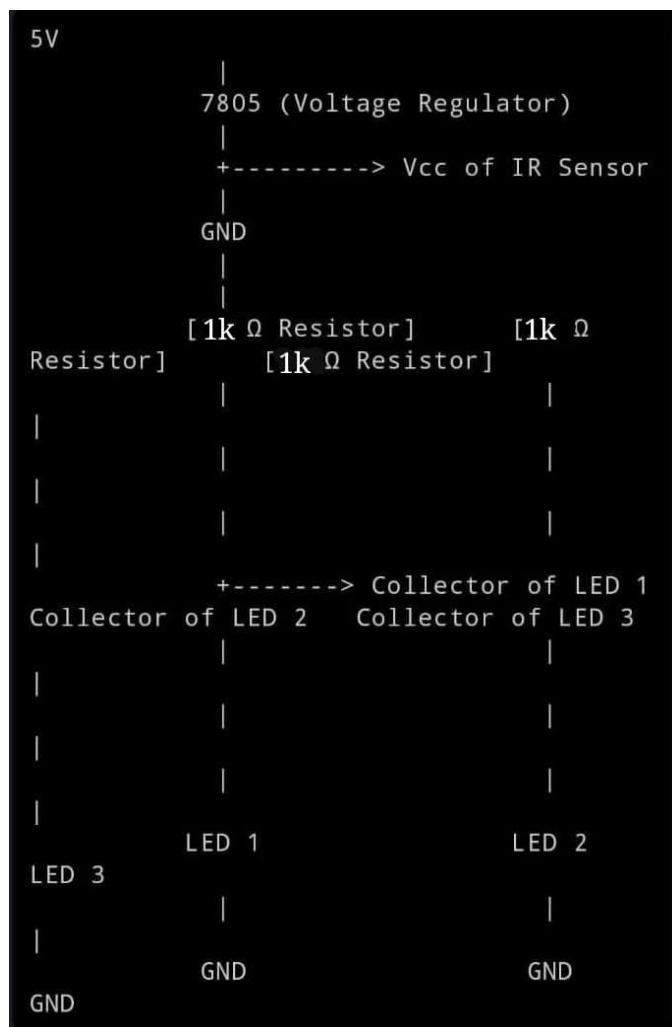 5V
|
7805 (Voltage Regulator)
|
+---------> Vcc of IR Sensor
|
GND
|
|
[1k Ω Resistor] [1k Ω
Resistor] [1k Ω Resistor]
| |
|
| |
|
| |
|
+-------> Collector of LED 1
Collector of LED 2 Collector of LED 3
| |
|
| |
|
| |
|
LED 1 LED 2
LED 3
| |
|
GND GND
GND